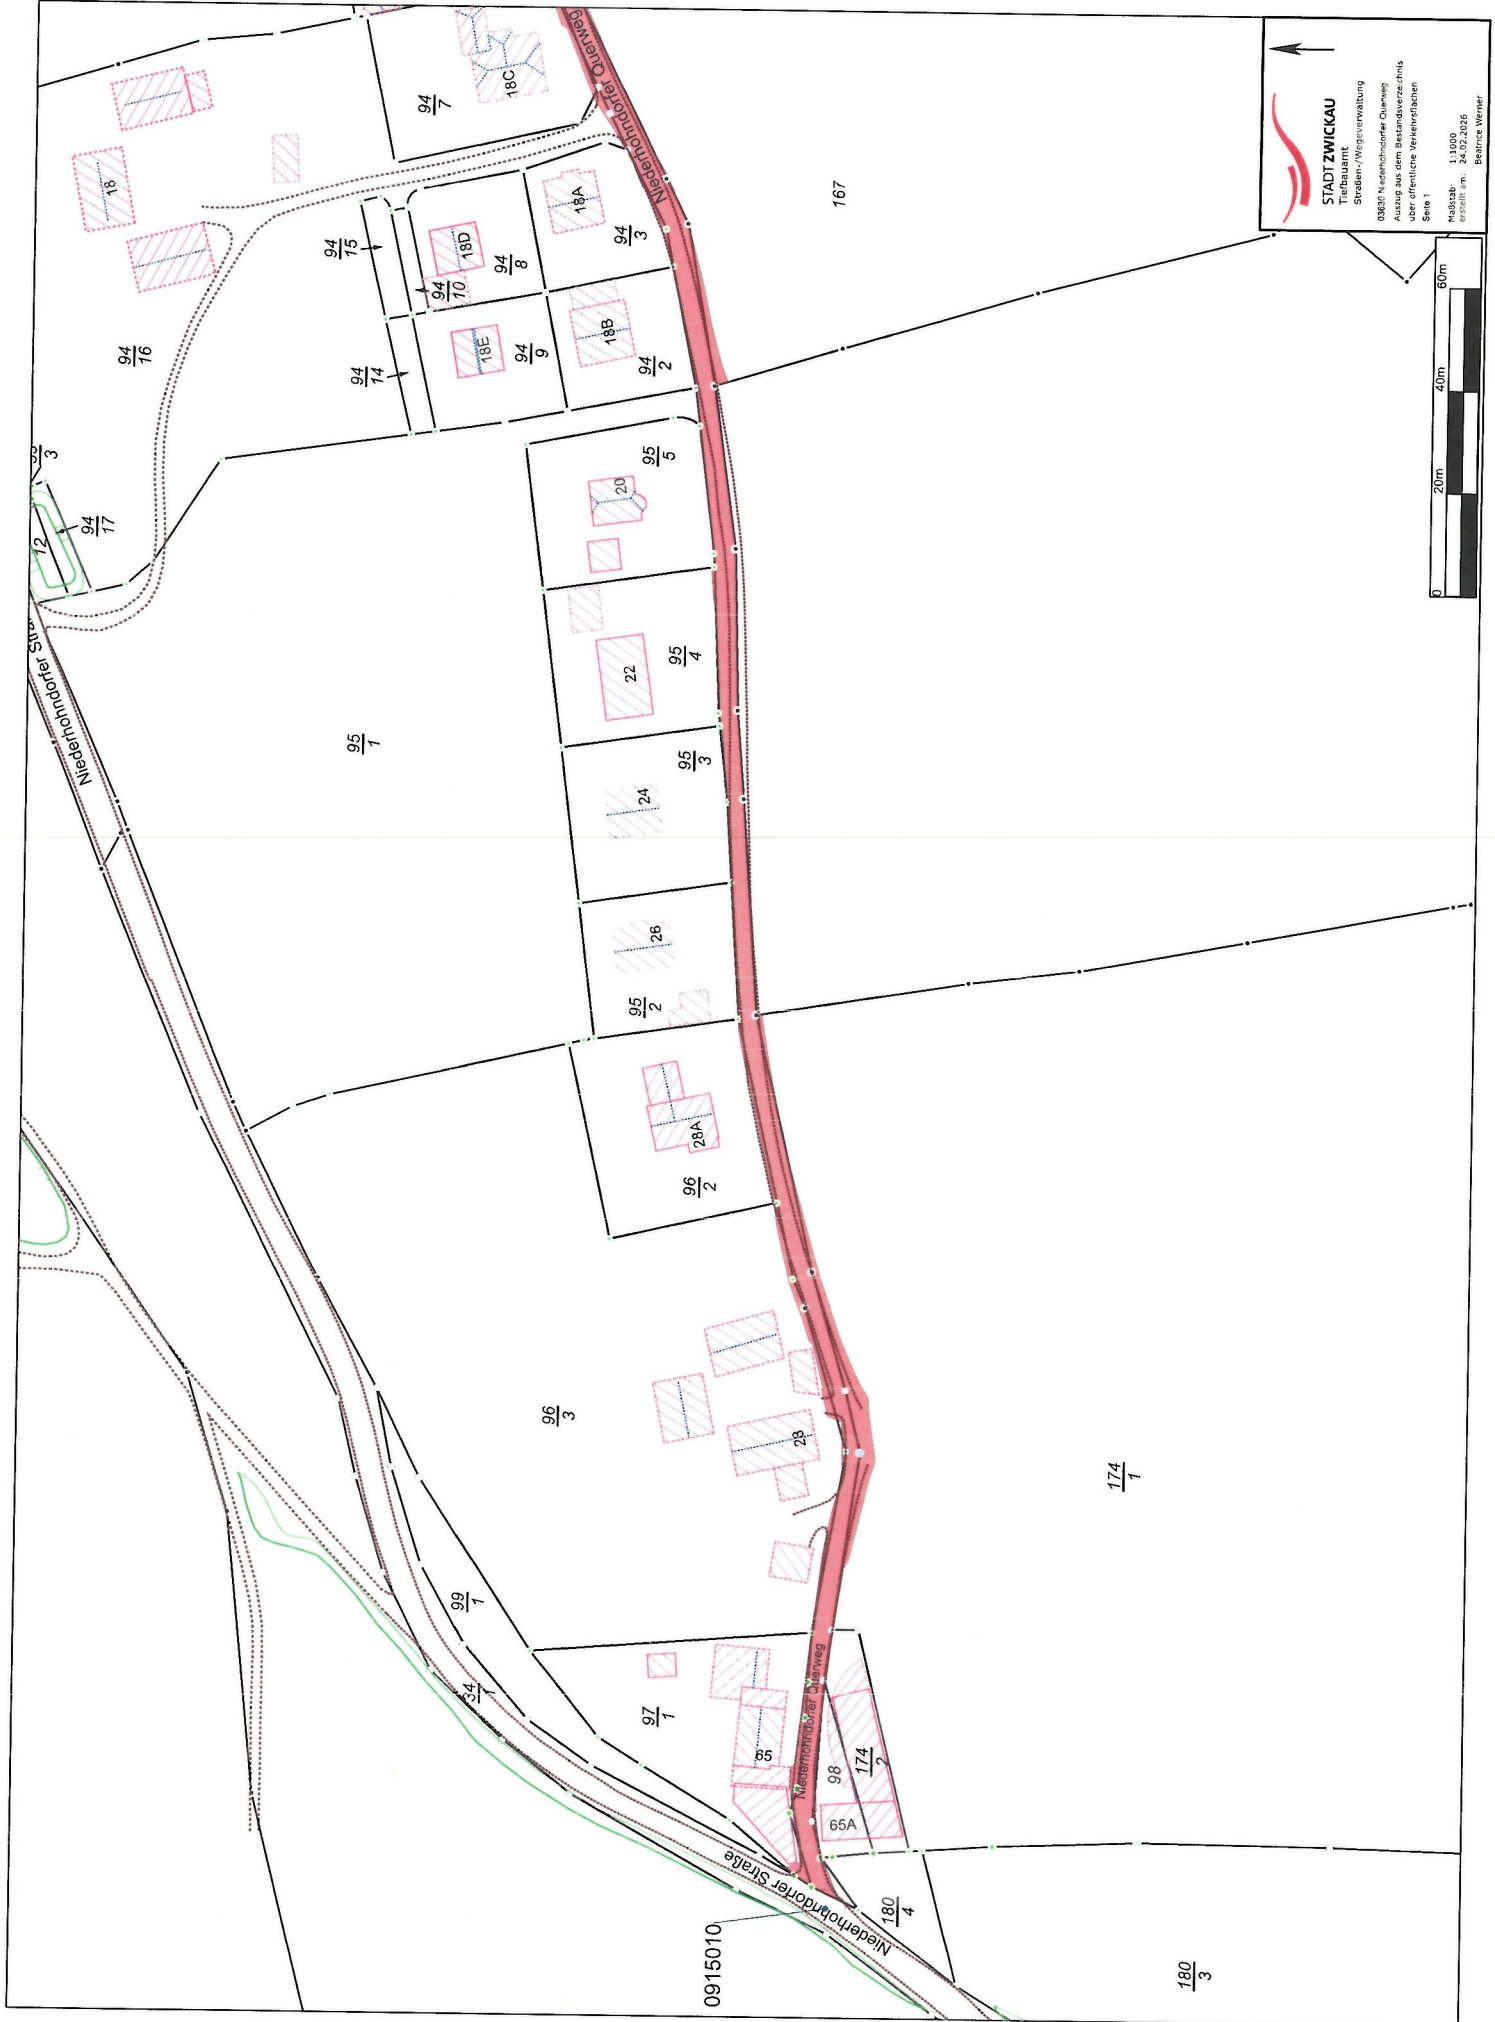 STADT ZWICKAU
Tiefbauamt
Straßen-/Wegeverwaltung
03630 Niederhohndorfer Querweg
Auszug aus dem Bestandsverzeichnis
über öffentliche Verkehrsflächen
Seite 1
Maßstab: 1:1000
erstellt am: 24.02.2026
Beatrice Werner
0
20m
40m
60m
Niederhohndorfer Querweg
Niederhohndorfer Querweg
Niederhohndorfer Querweg
Niederhohndorfer Straße
Niederhohndorfer Stra
0915010
18
18C
94
7
94
15
94
16
94
14
94
10
18D
94
8
18A
94
3
18E
94
9
18B
94
2
167
3
12
94
17
95
5
20
95
4
22
95
1
95
3
24
26
95
2
28A
96
2
96
3
28
174
1
99
1
34
1
97
1
65
98
174
2
65A
180
4
180
3